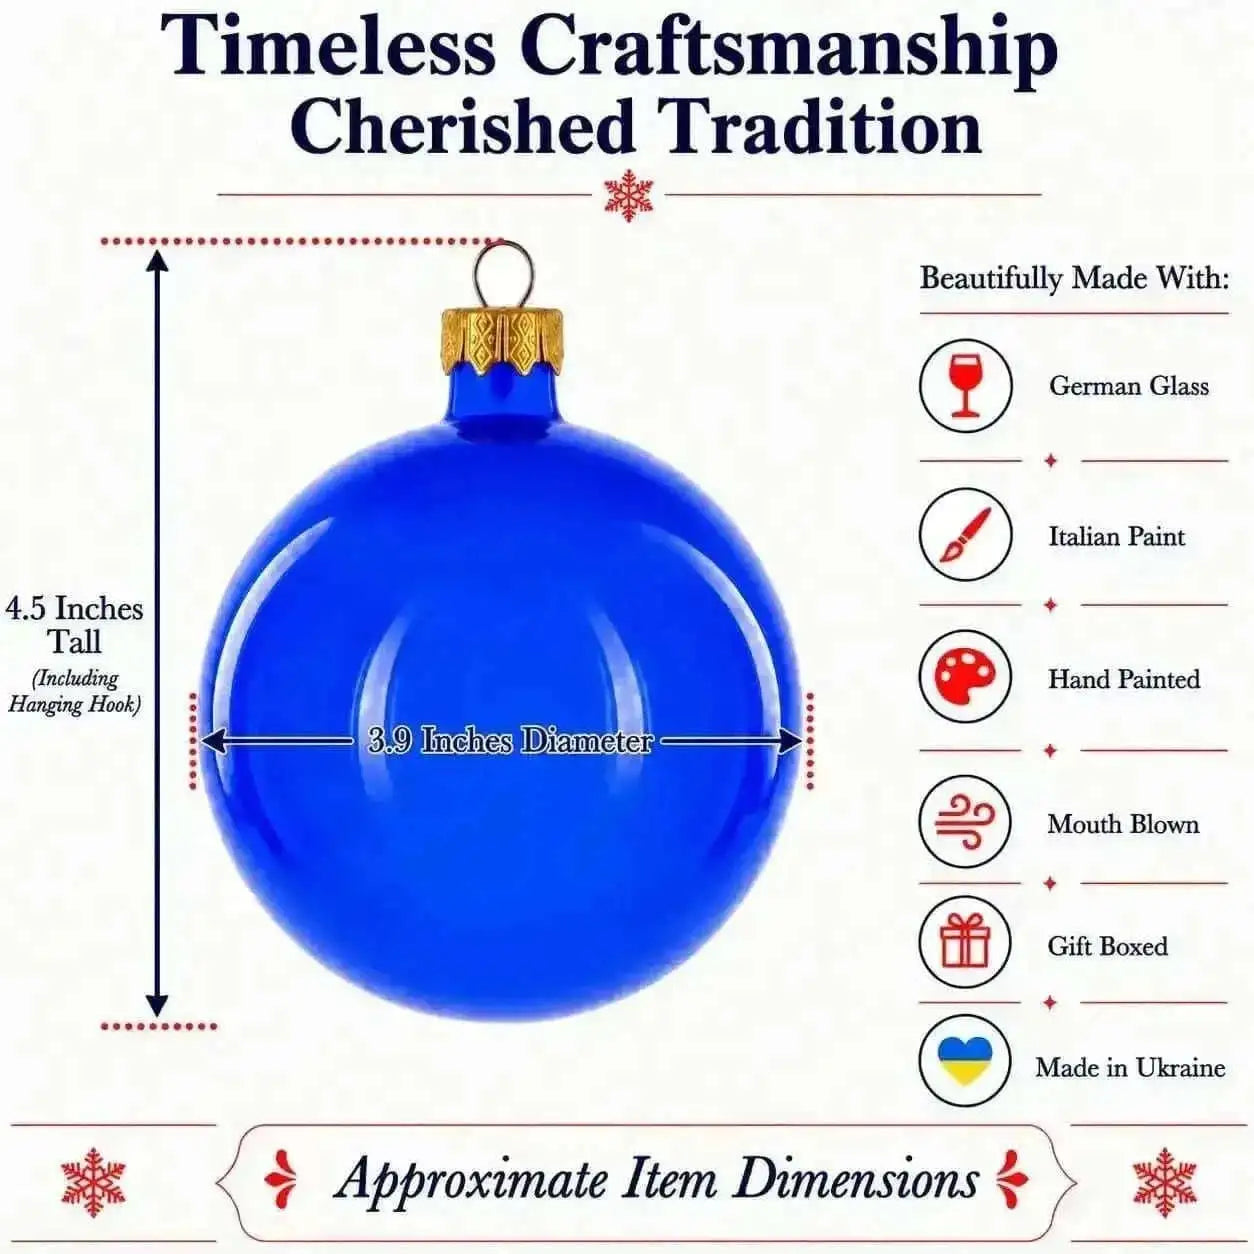 Timeless Craftsmanship
Cherished Tradition
Beautifully Made With:
German Glass
Italian Paint
Hand Painted
Mouth Blown
Gift Boxed
Made in Ukraine
4.5 Inches
Tall
(Including
Hanging Hook)
3.9 Inches Diameter
Approximate Item Dimensions